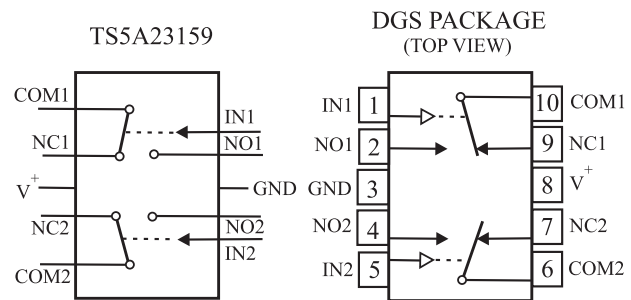 TS5A23159
COM1
NC1
V+
NC2
COM2
IN1
NO1
GND
NO2
IN2
DGS PACKAGE
(TOP VIEW)
IN1 1
NO1 2
GND 3
NO2 4
IN2 5
10 COM1
9 NC1
8 V+
7 NC2
6 COM2